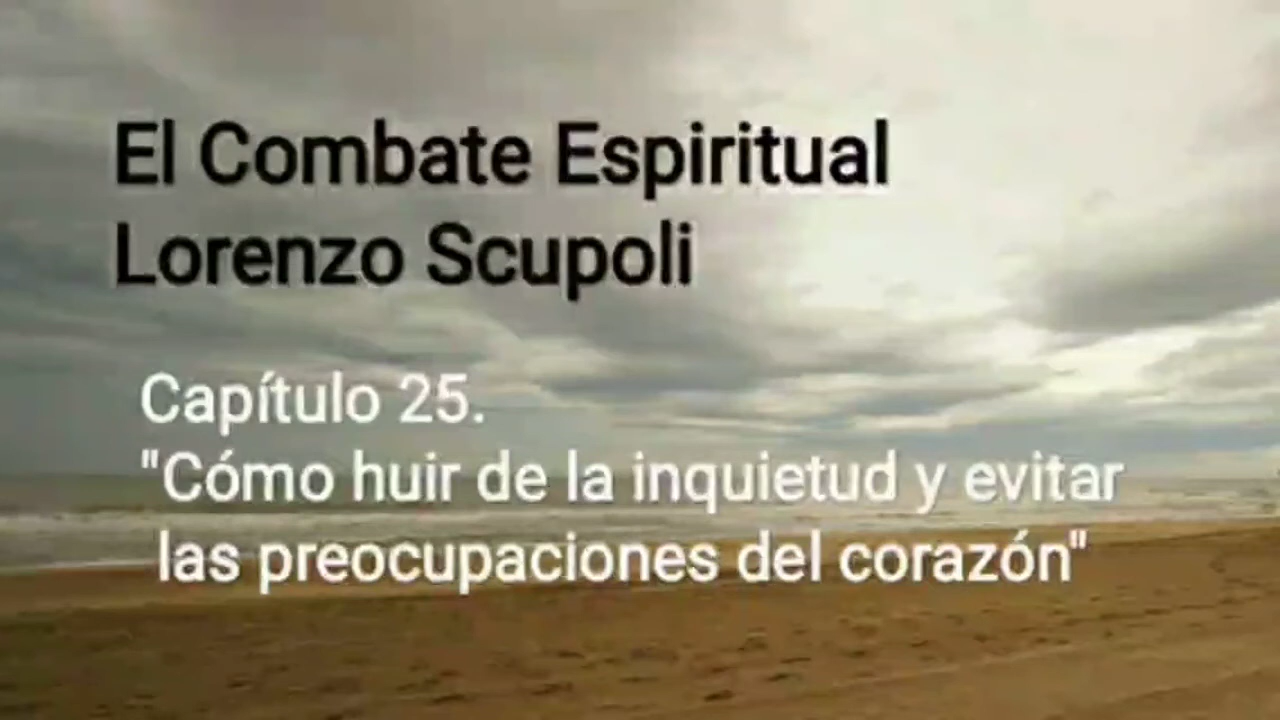 El Combate Espiritual
Lorenzo Scupoli
Capítulo 25.
"Cómo huir de la inquietud y evitar
las preocupaciones del corazón"